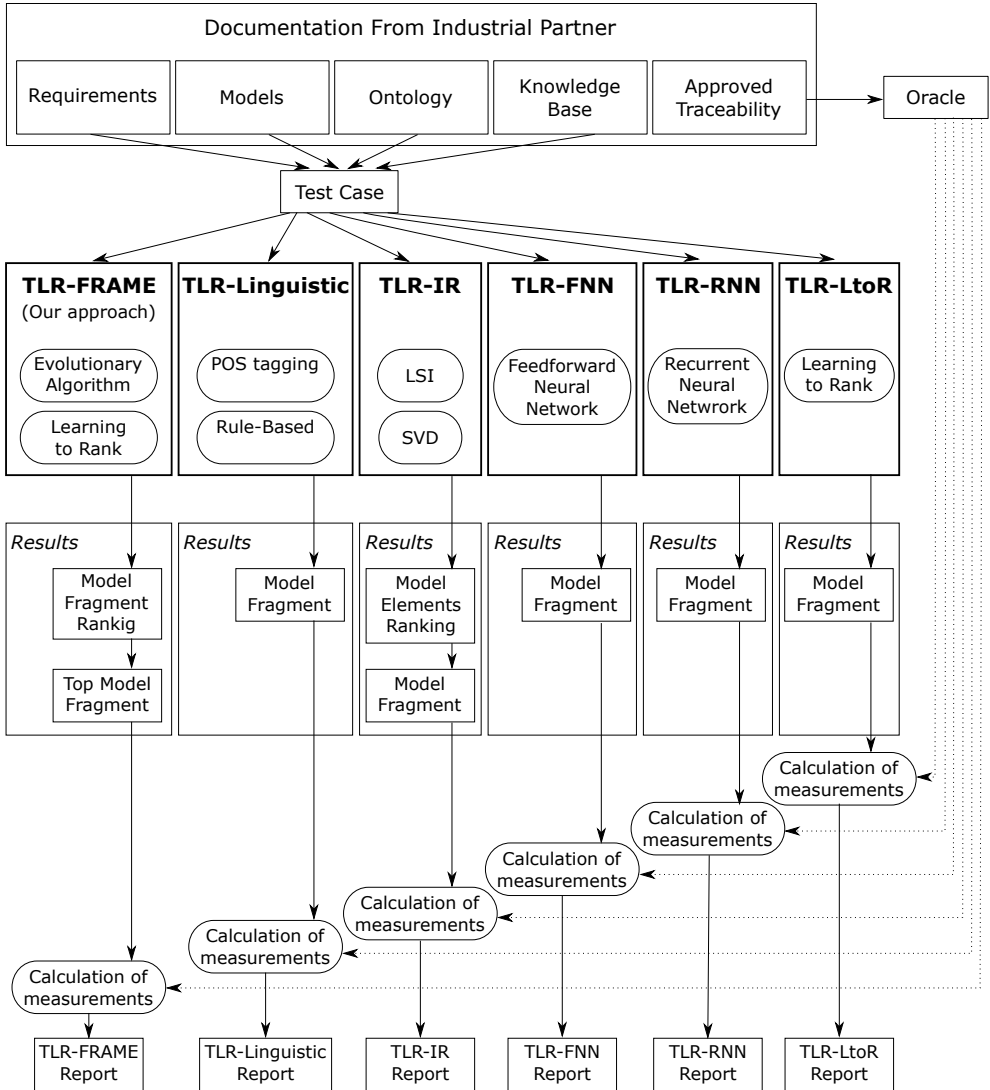 Documentation From Industrial Partner
Requirements
Models
Ontology
Knowledge
Base
Approved
Traceability
Oracle
Test Case
TLR-FRAME
(Our approach)
Evolutionary
Algorithm
Learning
to Rank
TLR-Linguistic
POS tagging
Rule-Based
TLR-IR
LSI
SVD
TLR-FNN
Feedforward
Neural
Network
TLR-RNN
Recurrent
Neural
Netwrork
TLR-LtoR
Learning
to Rank
Results
Model
Fragment
Rankig
Top Model
Fragment
Results
Model
Fragment
Results
Model
Elements
Ranking
Model
Fragment
Results
Model
Fragment
Results
Model
Fragment
Results
Model
Fragment
Calculation of
measurements
Calculation of
measurements
Calculation of
measurements
Calculation of
measurements
Calculation of
measurements
Calculation of
measurements
TLR-FRAME
Report
TLR-Linguistic
Report
TLR-IR
Report
TLR-FNN
Report
TLR-RNN
Report
TLR-LtoR
Report